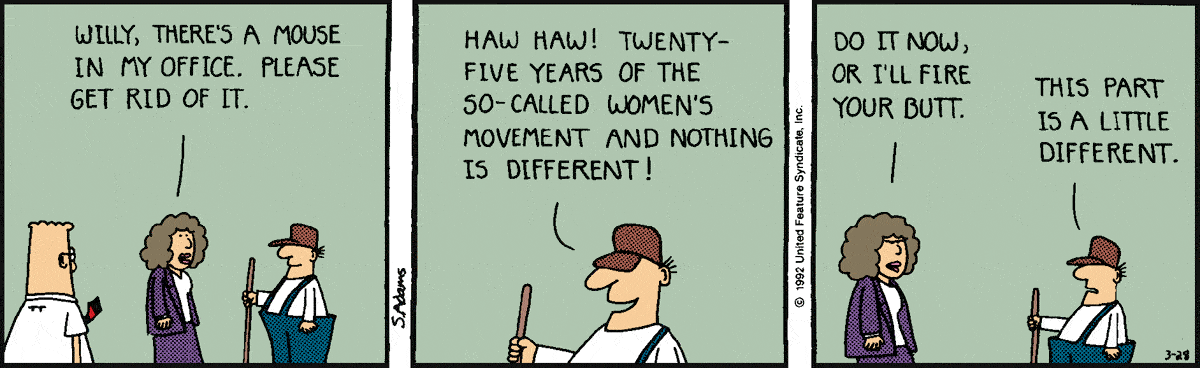 WILLY, THERE'S A MOUSE
IN MY OFFICE. PLEASE
GET RID OF IT.
S.Adams
HAW HAW! TWENTY-
FIVE YEARS OF THE
SO-CALLED WOMEN'S
MOVEMENT AND NOTHING
IS DIFFERENT!
© 1992 United Feature Syndicate, Inc.
DO IT NOW,
OR I'LL FIRE
YOUR BUTT.
THIS PART
IS A LITTLE
DIFFERENT.
3-28